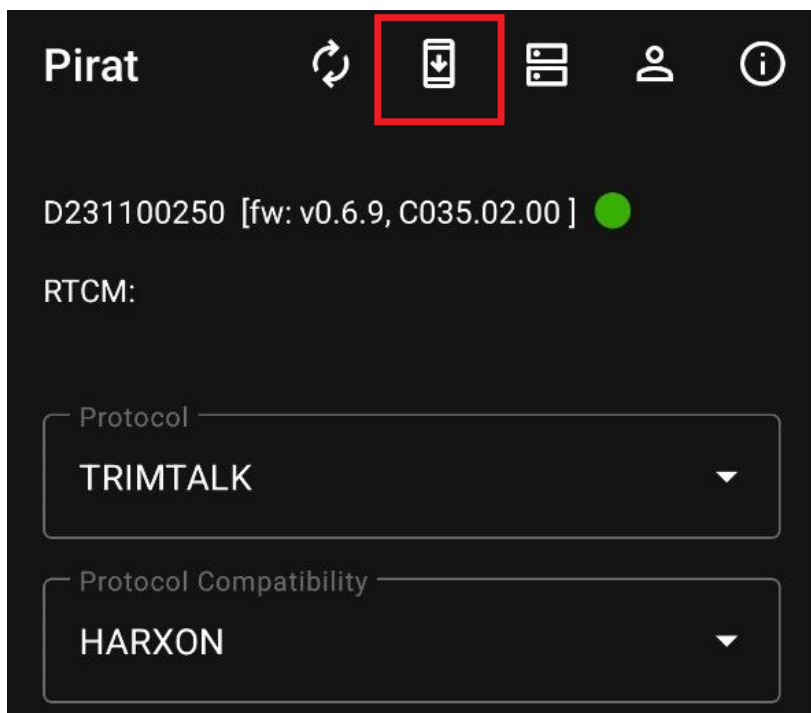 Pirat
D231100250 [fw: v0.6.9, C035.02.00 ]
RTCM:
Protocol
TRIMTALK
Protocol Compatibility
HARXON